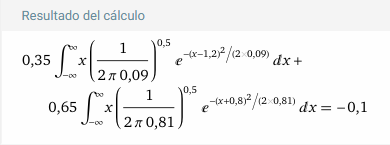 Resultado del cálculo
0,35 ∫_{-∞}^{∞} x(1/(2 π 0,09))^{0,5} e^{-(x-1,2)^2/(2×0,09)} dx +
0,65 ∫_{-∞}^{∞} x(1/(2 π 0,81))^{0,5} e^{-(x+0,8)^2/(2×0,81)} dx = -0,1